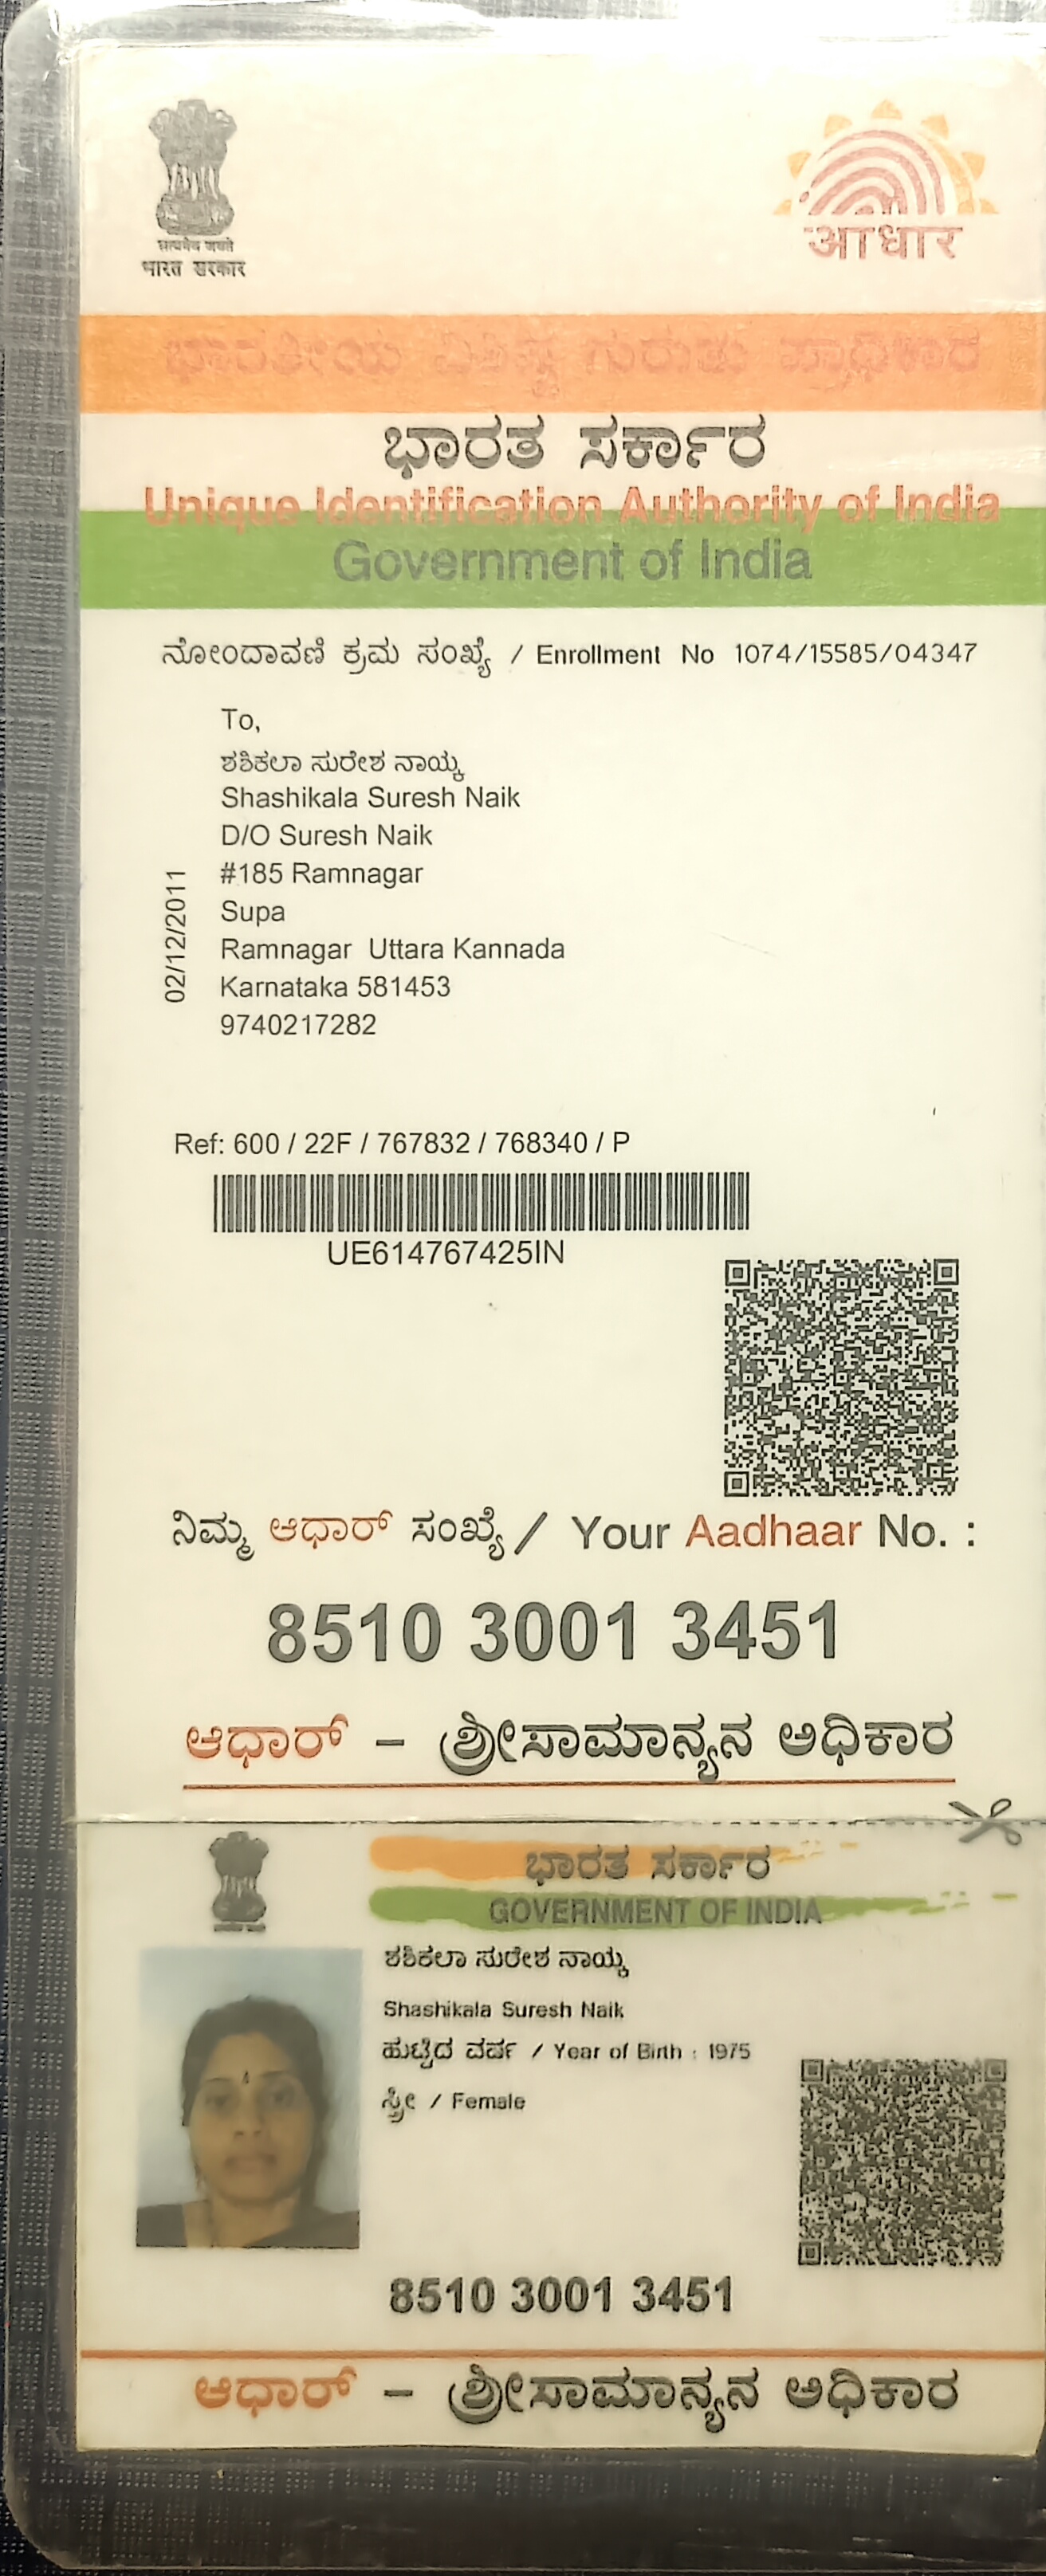 सत्यमेव जयते
भारत सरकार
आधार
ಭಾರತೀಯ ವಿಶಿಷ್ಟ ಗುರುತು ಪ್ರಾಧಿಕಾರ
ಭಾರತ ಸರ್ಕಾರ
Unique Identification Authority of India
Government of India
ನೋಂದಾವಣಿ ಕ್ರಮ ಸಂಖ್ಯೆ / Enrollment No 1074/15585/04347
To,
ಶಶಿಕಲಾ ಸುರೇಶ ನಾಯ್ಕ
Shashikala Suresh Naik
D/O Suresh Naik
#185 Ramnagar
Supa
Ramnagar Uttara Kannada
Karnataka 581453
9740217282
02/12/2011
Ref: 600 / 22F / 767832 / 768340 / P
UE614767425IN
ನಿಮ್ಮ ಆಧಾರ್ ಸಂಖ್ಯೆ / Your Aadhaar No. :
8510 3001 3451
ಆಧಾರ್ – ಶ್ರೀಸಾಮಾನ್ಯನ ಅಧಿಕಾರ
ಭಾರತ ಸರ್ಕಾರ
GOVERNMENT OF INDIA
ಶಶಿಕಲಾ ಸುರೇಶ ನಾಯ್ಕ
Shashikala Suresh Naik
ಹುಟ್ಟಿದ ವರ್ಷ / Year of Birth : 1975
ಸ್ತ್ರೀ / Female
8510 3001 3451
ಆಧಾರ್ – ಶ್ರೀಸಾಮಾನ್ಯನ ಅಧಿಕಾರ